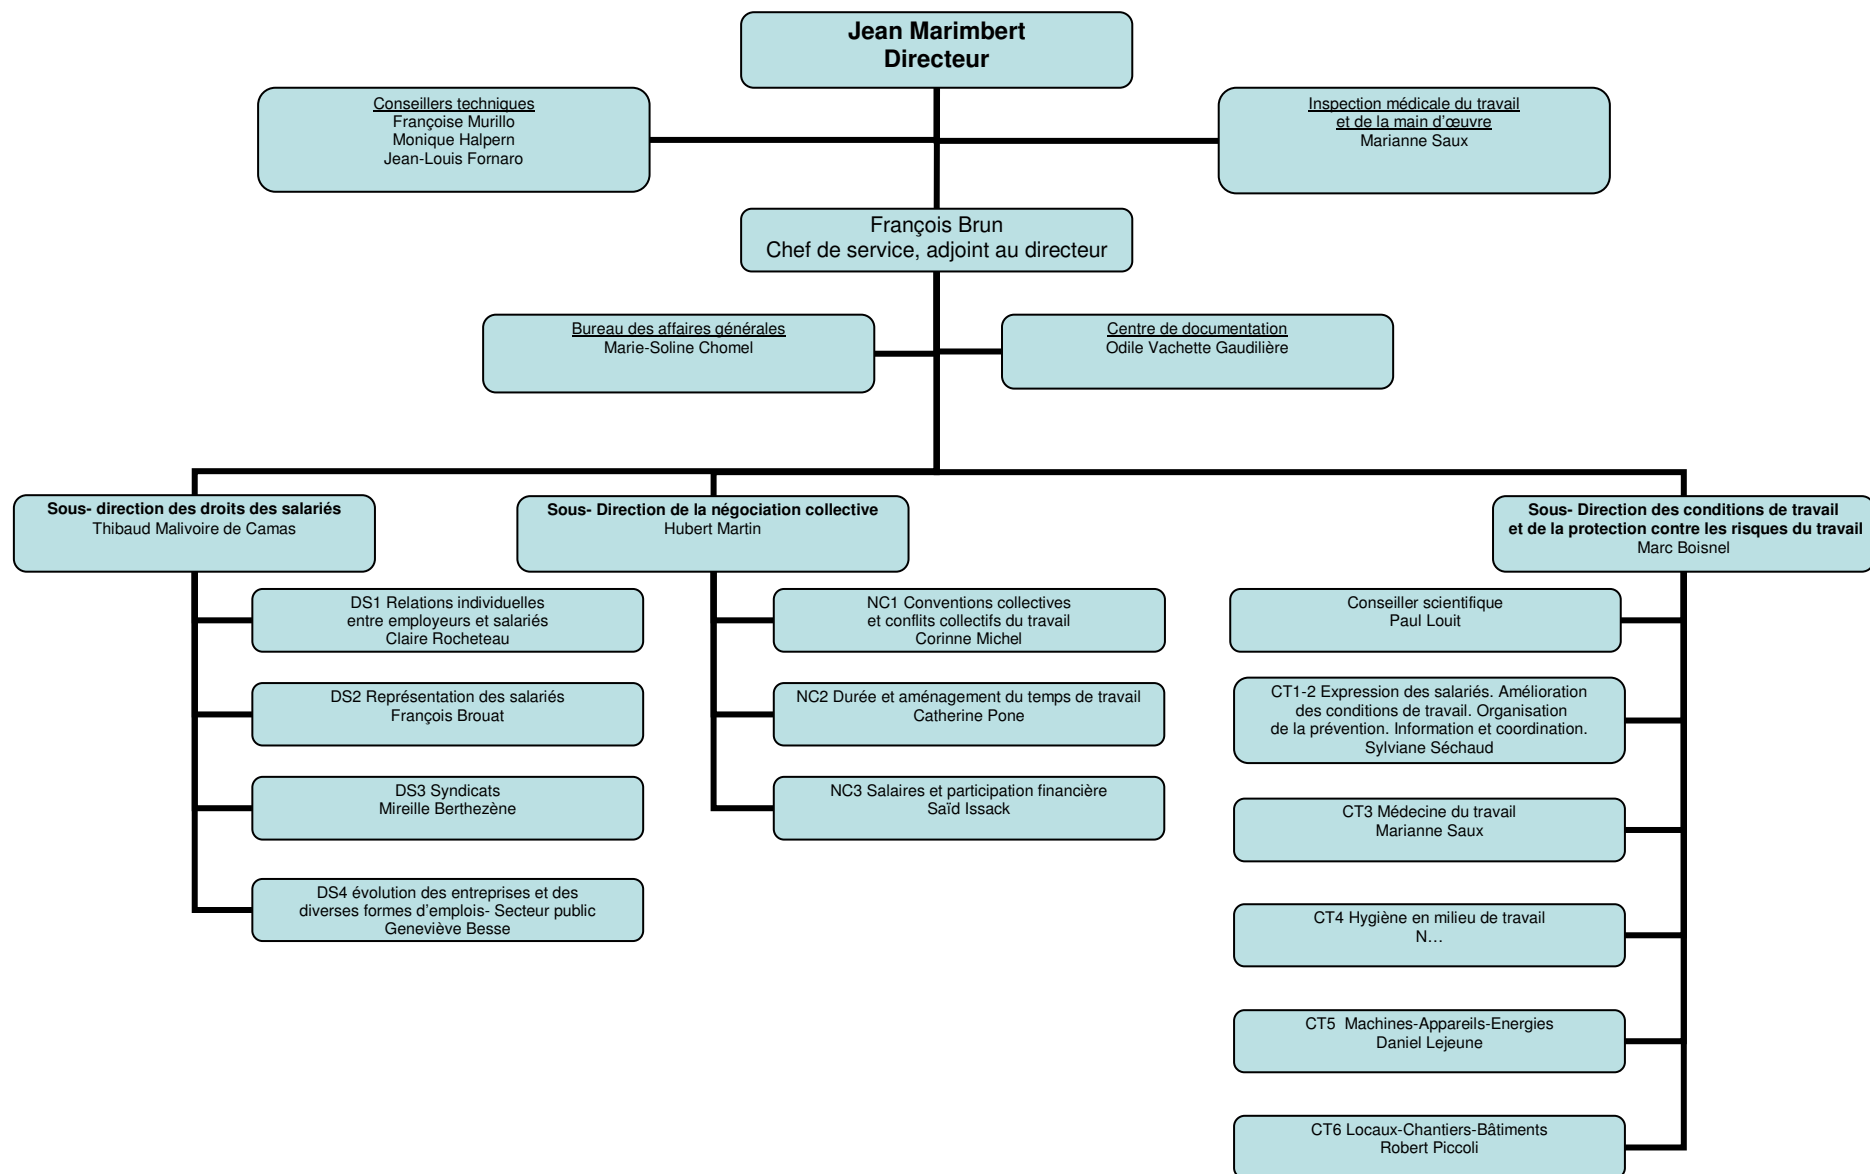 Jean Marimbert
Directeur
Conseillers techniques
Françoise Murillo
Monique Halpern
Jean-Louis Fornaro
Inspection médicale du travail
et de la main d'œuvre
Marianne Saux
François Brun
Chef de service, adjoint au directeur
Bureau des affaires générales
Marie-Soline Chomel
Centre de documentation
Odile Vachette Gaudilière
Sous- direction des droits des salariés
Thibaud Malivoire de Camas
Sous- Direction de la négociation collective
Hubert Martin
Sous- Direction des conditions de travail
et de la protection contre les risques du travail
Marc Boisnel
DS1 Relations individuelles
entre employeurs et salariés
Claire Rocheteau
DS2 Représentation des salariés
François Brouat
DS3 Syndicats
Mireille Berthezène
DS4 évolution des entreprises et des
diverses formes d'emplois- Secteur public
Geneviève Besse
NC1 Conventions collectives
et conflits collectifs du travail
Corinne Michel
NC2 Durée et aménagement du temps de travail
Catherine Pone
NC3 Salaires et participation financière
Saïd Issack
Conseiller scientifique
Paul Louit
CT1-2 Expression des salariés. Amélioration
des conditions de travail. Organisation
de la prévention. Information et coordination.
Sylviane Séchaud
CT3 Médecine du travail
Marianne Saux
CT4 Hygiène en milieu de travail
N…
CT5  Machines-Appareils-Energies
Daniel Lejeune
CT6 Locaux-Chantiers-Bâtiments
Robert Piccoli